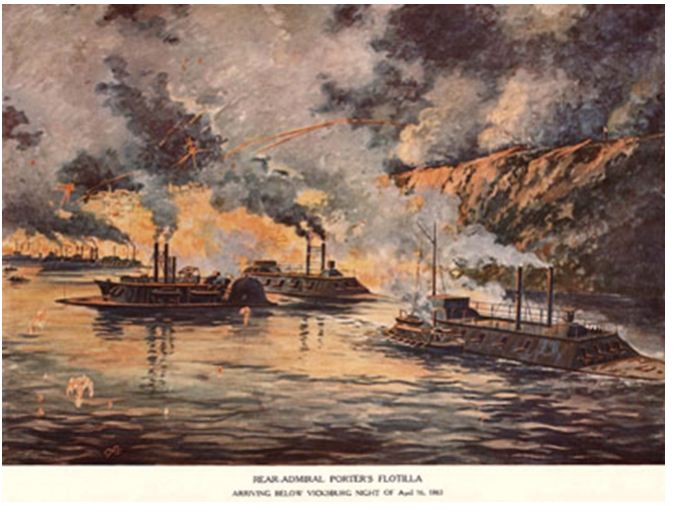 REAR-ADMIRAL PORTER'S FLOTILLA
ARRIVING BELOW VICKSBURG NIGHT OF April 16, 1863